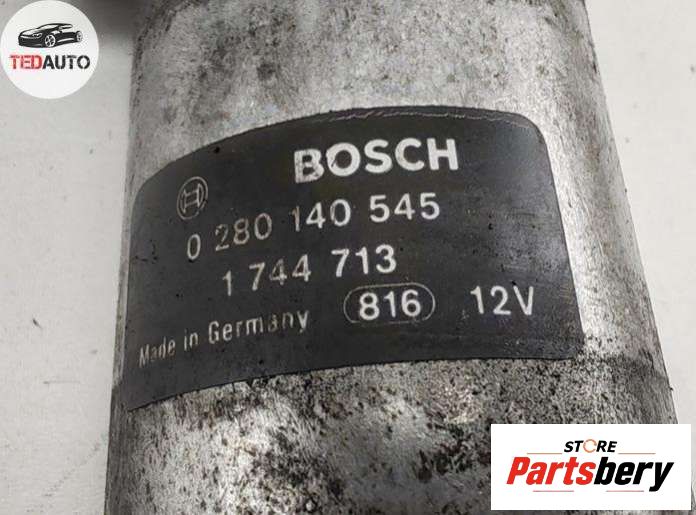 TEDAUTO
BOSCH
0 280 140 545
1 744 713
816 12V
Made in Germany
STORE
Partsbery